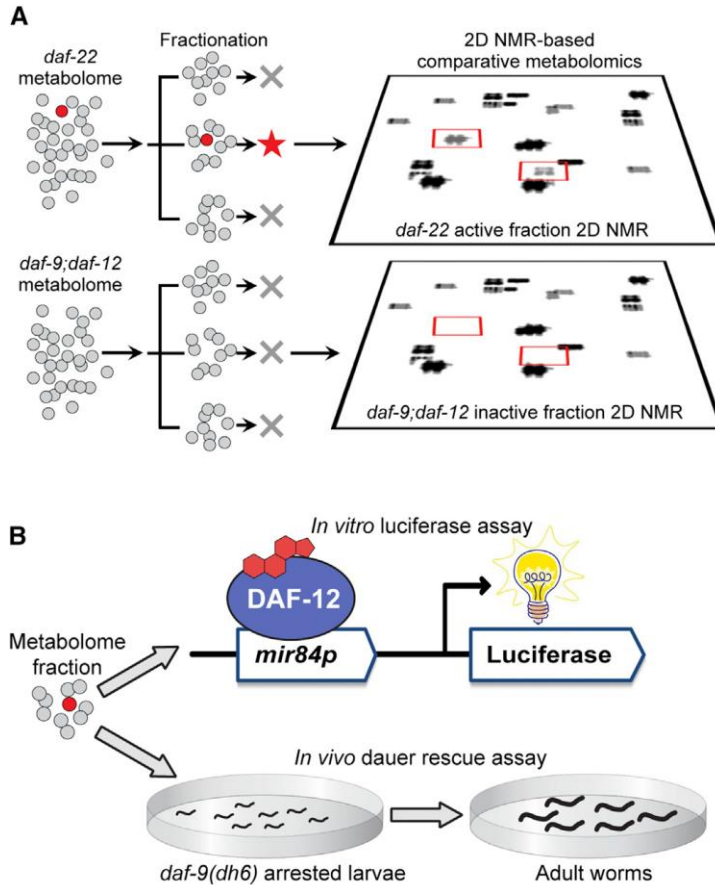 A
daf-22
metabolome
Fractionation
2D NMR-based
comparative metabolomics
daf-22 active fraction 2D NMR
daf-9;daf-12
metabolome
daf-9;daf-12 inactive fraction 2D NMR
B
In vitro luciferase assay
DAF-12
mir84p
Luciferase
Metabolome
fraction
In vivo dauer rescue assay
daf-9(dh6) arrested larvae
Adult worms